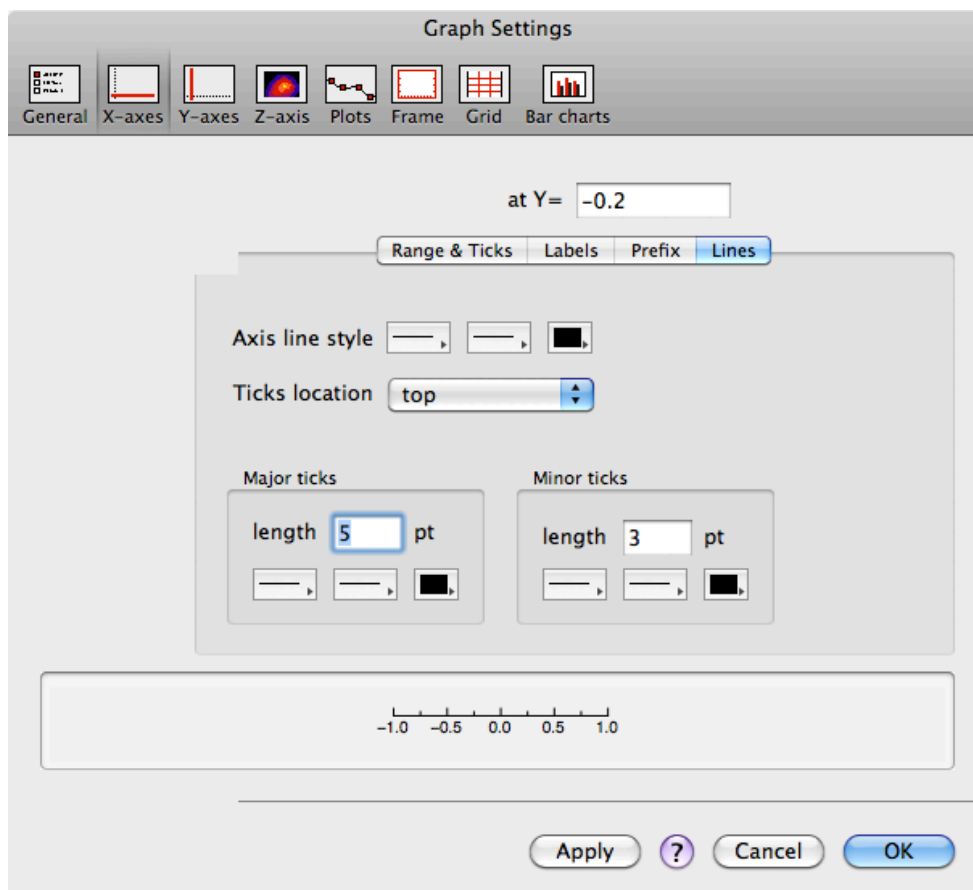 Graph Settings
General X-axes Y-axes Z-axis Plots Frame Grid Bar charts
at Y= -0.2
Range & Ticks Labels Prefix Lines
Axis line style
Ticks location top
Major ticks Minor ticks
length 5 pt length 3 pt
-1.0 -0.5 0.0 0.5 1.0
Apply ? Cancel OK